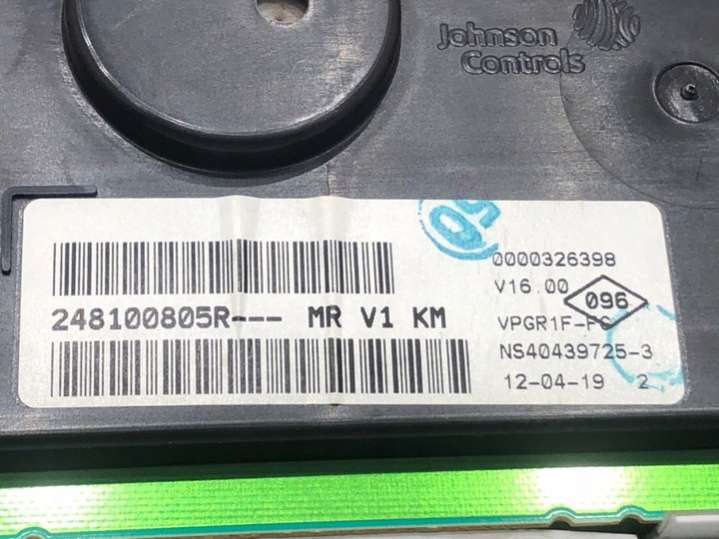 Johnson
Controls
248100805R--- MR V1 KM
0000326398
V16.00
096
VPGR1F-FC
NS40439725-3
12-04-19 2